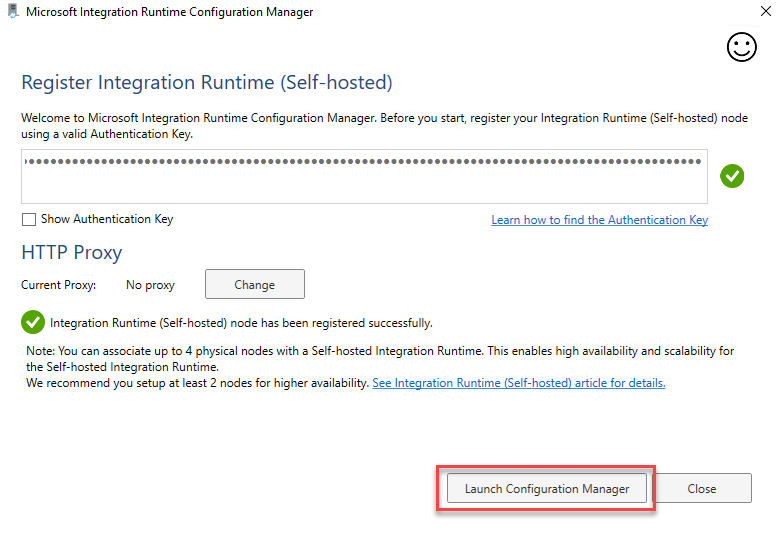 Microsoft Integration Runtime Configuration Manager
Register Integration Runtime (Self-hosted)
Welcome to Microsoft Integration Runtime Configuration Manager. Before you start, register your Integration Runtime (Self-hosted) node
using a valid Authentication Key.
Show Authentication Key
Learn how to find the Authentication Key
HTTP Proxy
Current Proxy:
No proxy
Change
Integration Runtime (Self-hosted) node has been registered successfully.
Note: You can associate up to 4 physical nodes with a Self-hosted Integration Runtime. This enables high availability and scalability for
the Self-hosted Integration Runtime.
We recommend you setup at least 2 nodes for higher availability. See Integration Runtime (Self-hosted) article for details.
Launch Configuration Manager
Close